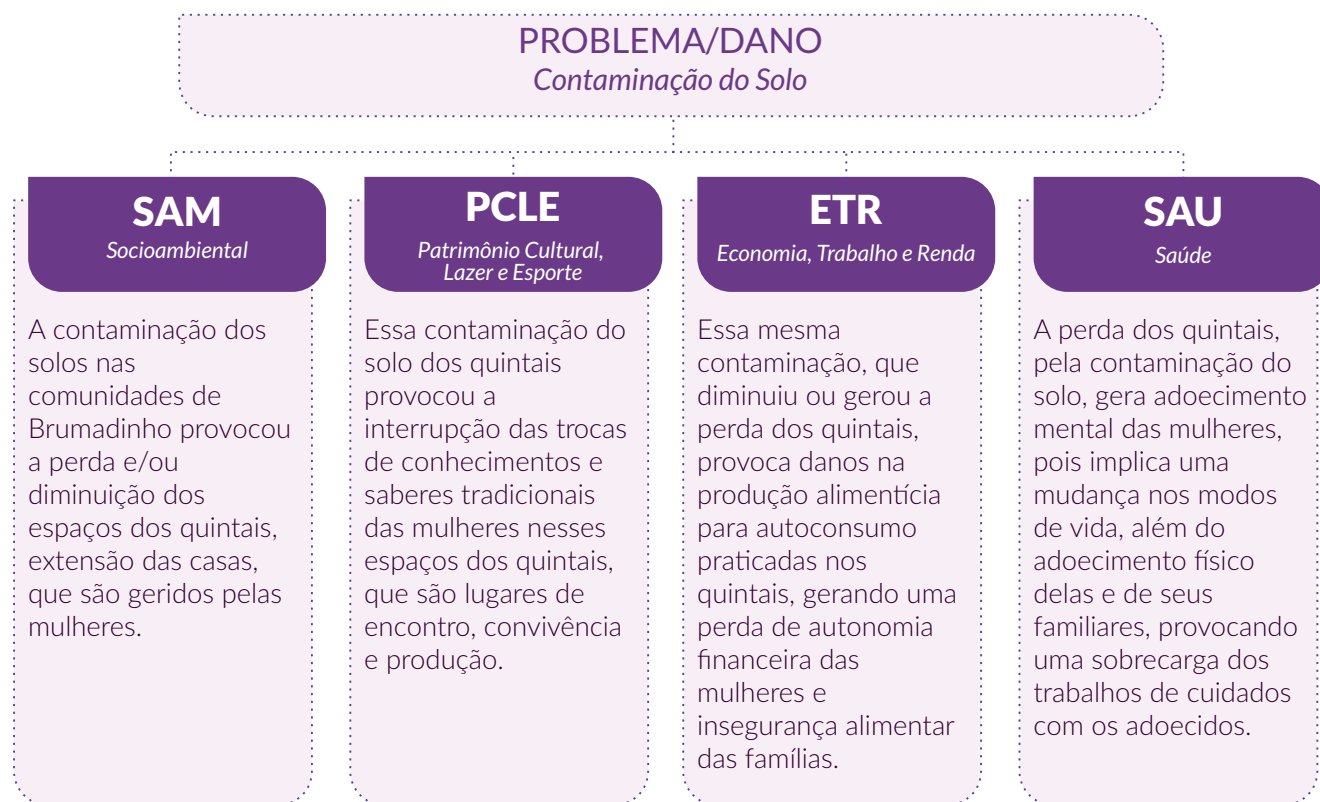 PROBLEMA/DANO
Contaminação do Solo
SAM
Socioambiental
A contaminação dos
solos nas
comunidades de
Brumadinho provocou
a perda e/ou
diminuição dos
espaços dos quintais,
extensão das casas,
que são geridos pelas
mulheres.
PCLE
Patrimônio Cultural,
Lazer e Esporte
Essa contaminação do
solo dos quintais
provocou a
interrupção das trocas
de conhecimentos e
saberes tradicionais
das mulheres nesses
espaços dos quintais,
que são lugares de
encontro, convivência
e produção.
ETR
Economia, Trabalho e Renda
Essa mesma
contaminação, que
diminuiu ou gerou a
perda dos quintais,
provoca danos na
produção alimentícia
para autoconsumo
praticadas nos
quintais, gerando uma
perda de autonomia
financeira das
mulheres e
insegurança alimentar
das famílias.
SAU
Saúde
A perda dos quintais,
pela contaminação do
solo, gera adoecimento
mental das mulheres,
pois implica uma
mudança nos modos
de vida, além do
adoecimento físico
delas e de seus
familiares, provocando
uma sobrecarga dos
trabalhos de cuidados
com os adoecidos.